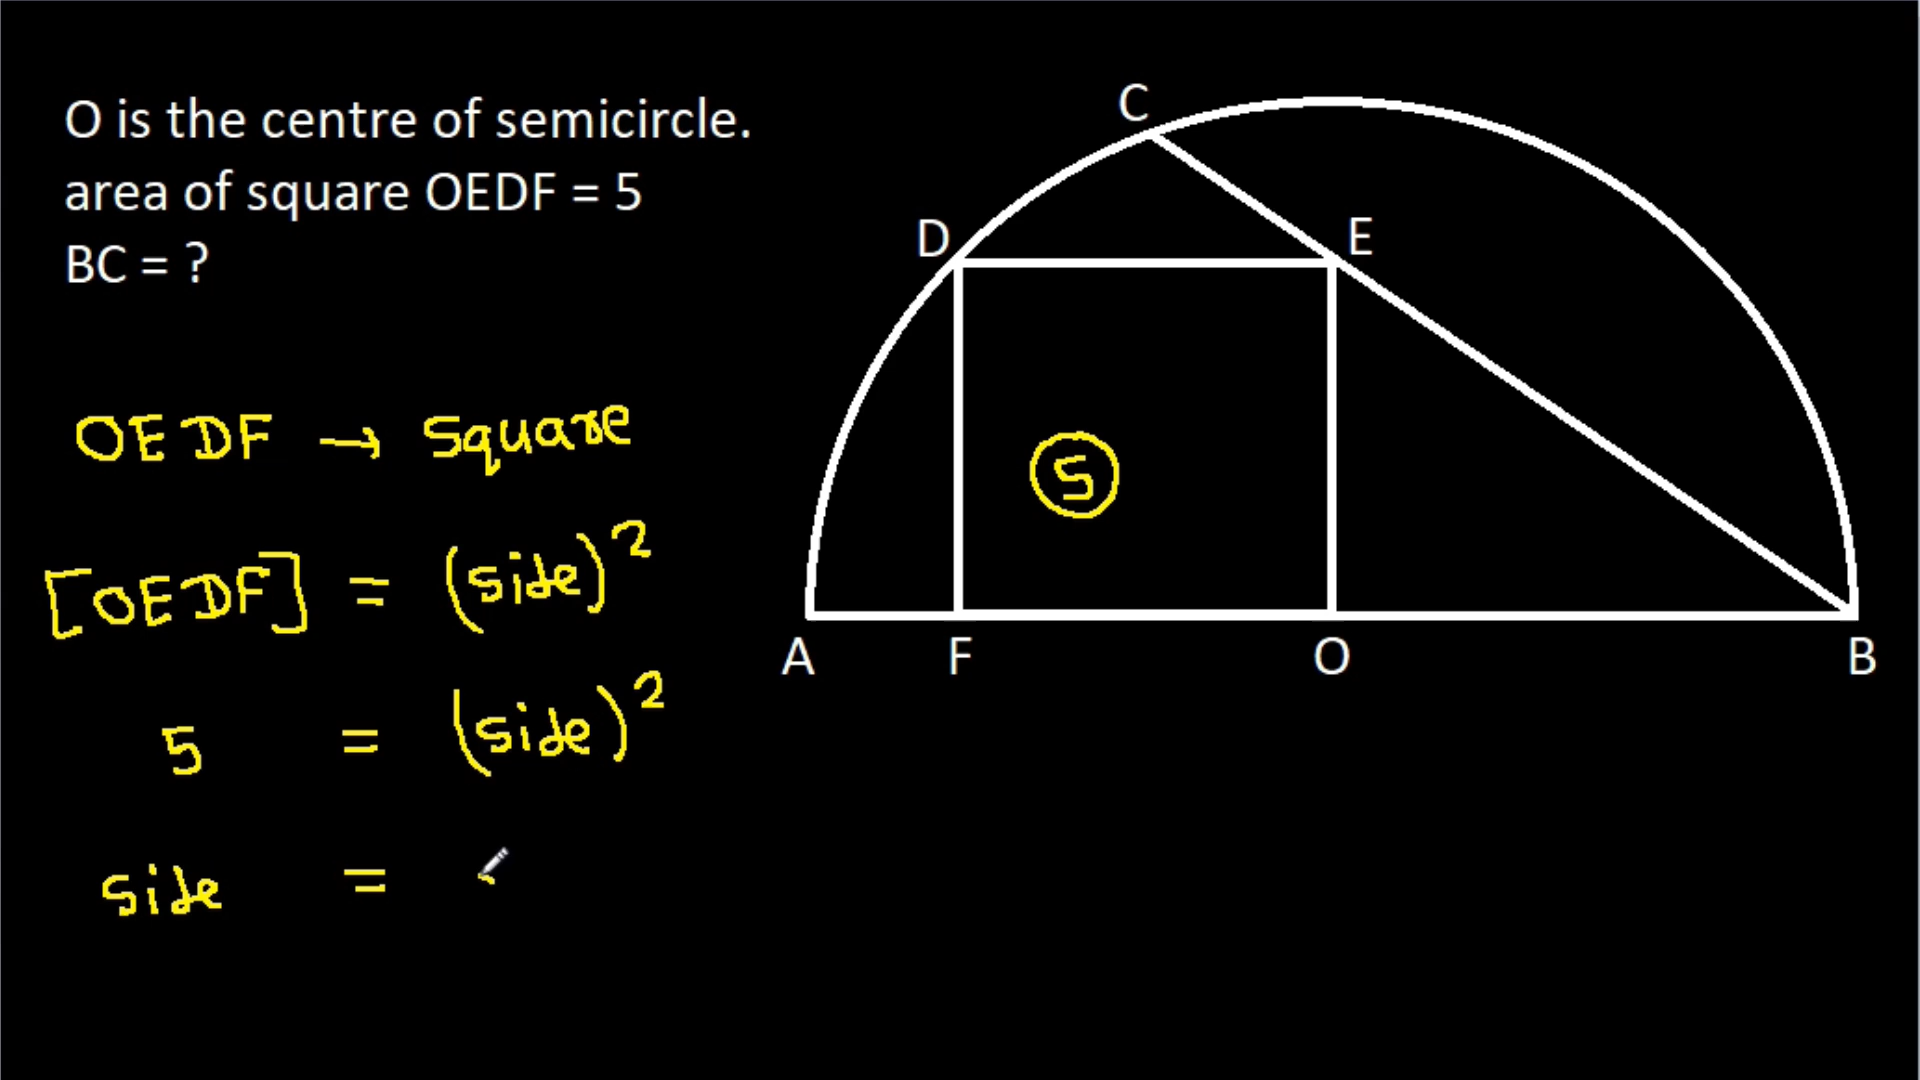 O is the centre of semicircle.
area of square OEDF = 5
BC = ?
OEDF → Square
[OEDF] = (side)²
5 = (side)²
side =
C
D
E
5
A F O B